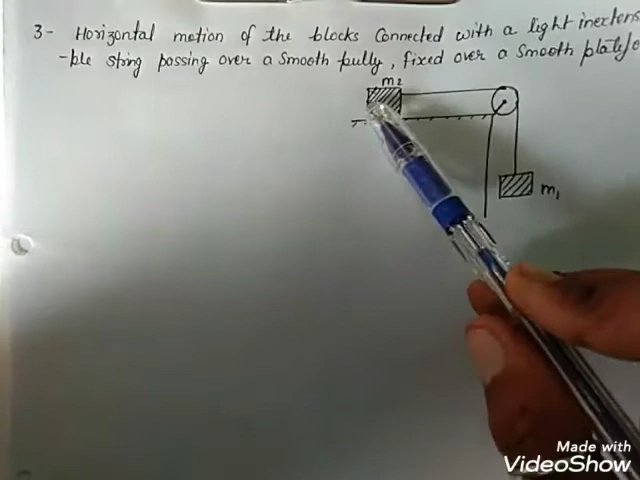 3- Horizontal motion of the blocks connected with a light inextens
-ble sting passing over a smooth pully, fixed over a smooth platfo
m2
m1
Made with
VideoShow